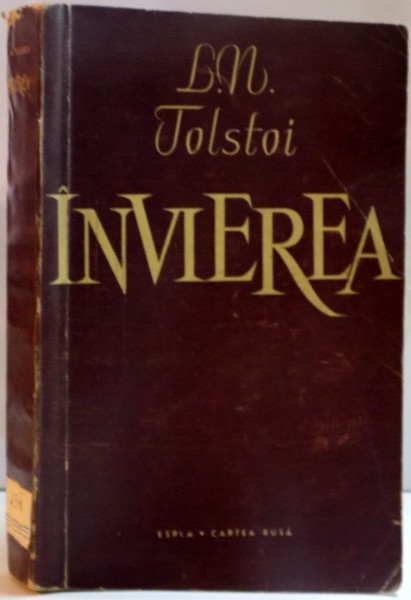 L.N.
Tolstoi
ÎNVIEREA
ESPLA • CARTEA RUSĂ